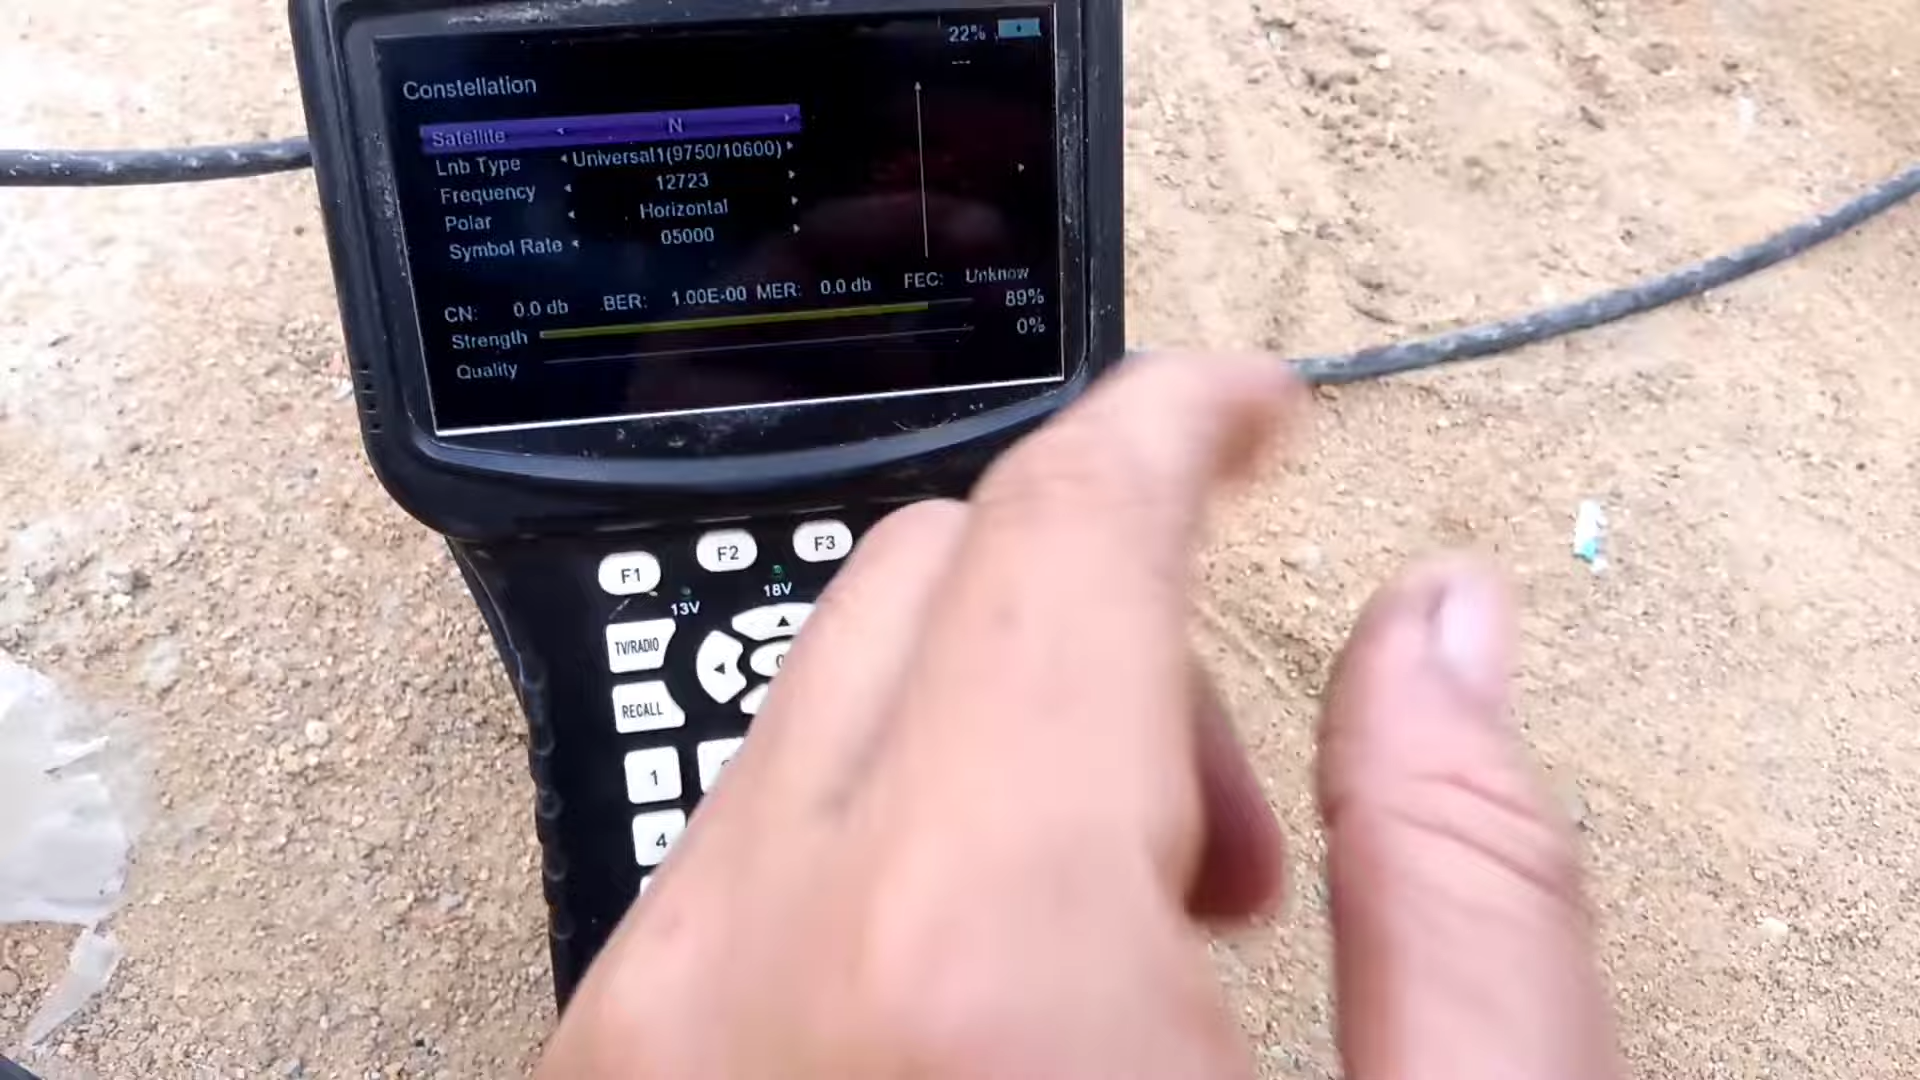 22%
---
Constellation
Satellite N
Lnb Type Universal1(9750/10600)
Frequency 12723
Polar Horizontal
Symbol Rate 05000
CN: 0.0 db BER: 1.00E-00 MER: 0.0 db FEC: Unknow
Strength 89%
Quality 0%
F1 F2 F3
13V 18V
TV/RADIO
RECALL
1
4